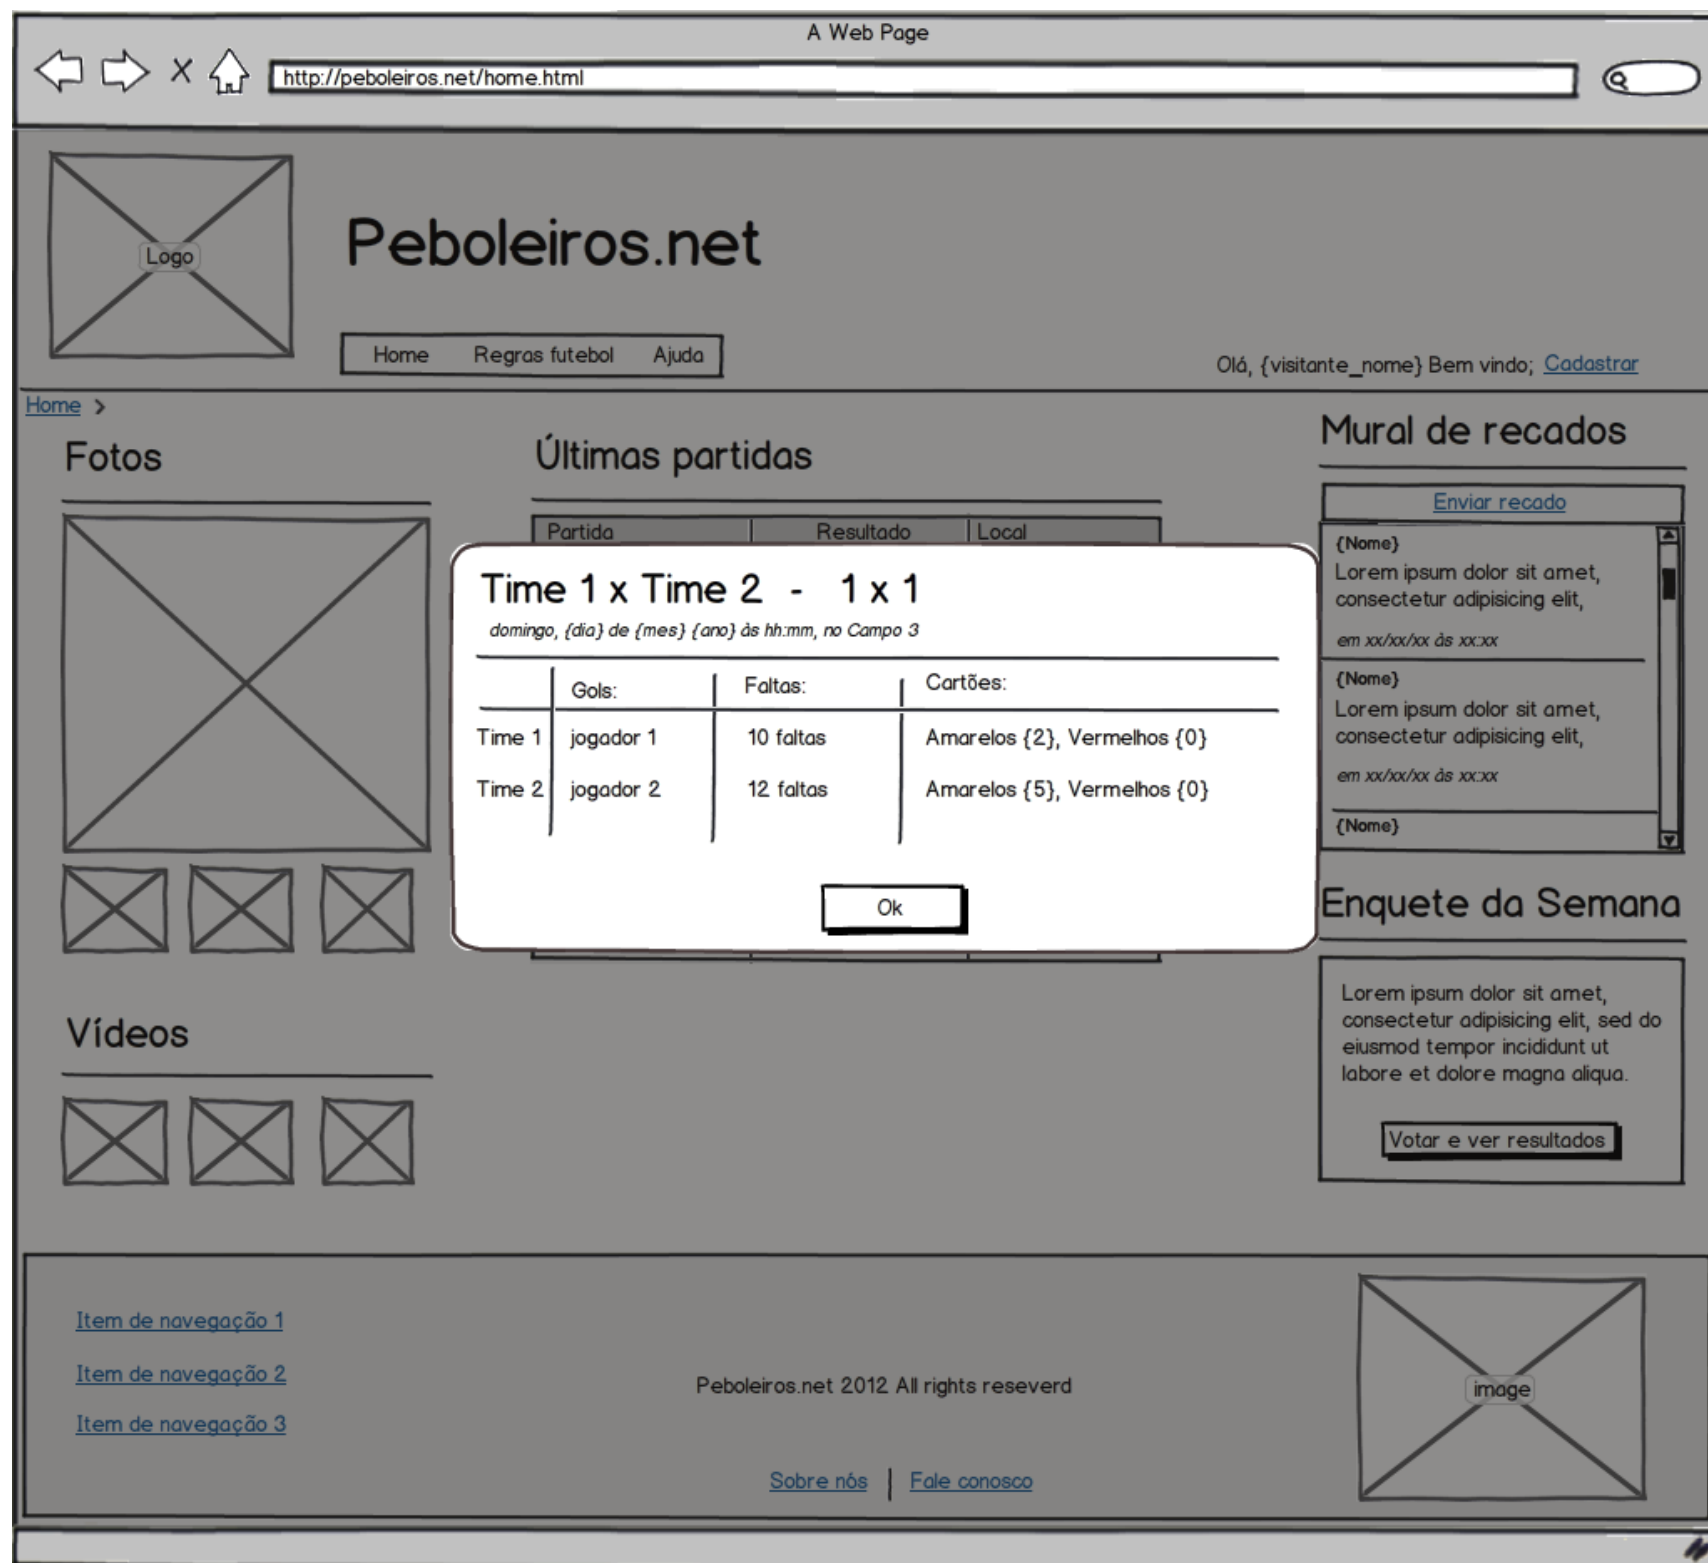 A Web Page
http://peboleiros.net/home.html
Logo
Peboleiros.net
Home Regras futebol Ajuda
Olá, {visitante_nome} Bem vindo; Cadastrar
Home >
Fotos
Últimas partidas
Partida Resultado Local
Time 1 x Time 2 - 1 x 1
domingo, {dia} de {mes} {ano} às hh:mm, no Campo 3
Gols: Faltas: Cartões:
Time 1 jogador 1 10 faltas Amarelos {2}, Vermelhos {0}
Time 2 jogador 2 12 faltas Amarelos {5}, Vermelhos {0}
Ok
Mural de recados
Enviar recado
{Nome}
Lorem ipsum dolor sit amet,
consectetur adipisicing elit,
em xx/xx/xx às xx:xx
{Nome}
Lorem ipsum dolor sit amet,
consectetur adipisicing elit,
em xx/xx/xx às xx:xx
{Nome}
Enquete da Semana
Lorem ipsum dolor sit amet,
consectetur adipisicing elit, sed do
eiusmod tempor incididunt ut
labore et dolore magna aliqua.
Votar e ver resultados
Vídeos
Item de navegação 1
Item de navegação 2
Item de navegação 3
Peboleiros.net 2012 All rights reseverd
Sobre nós | Fale conosco
image